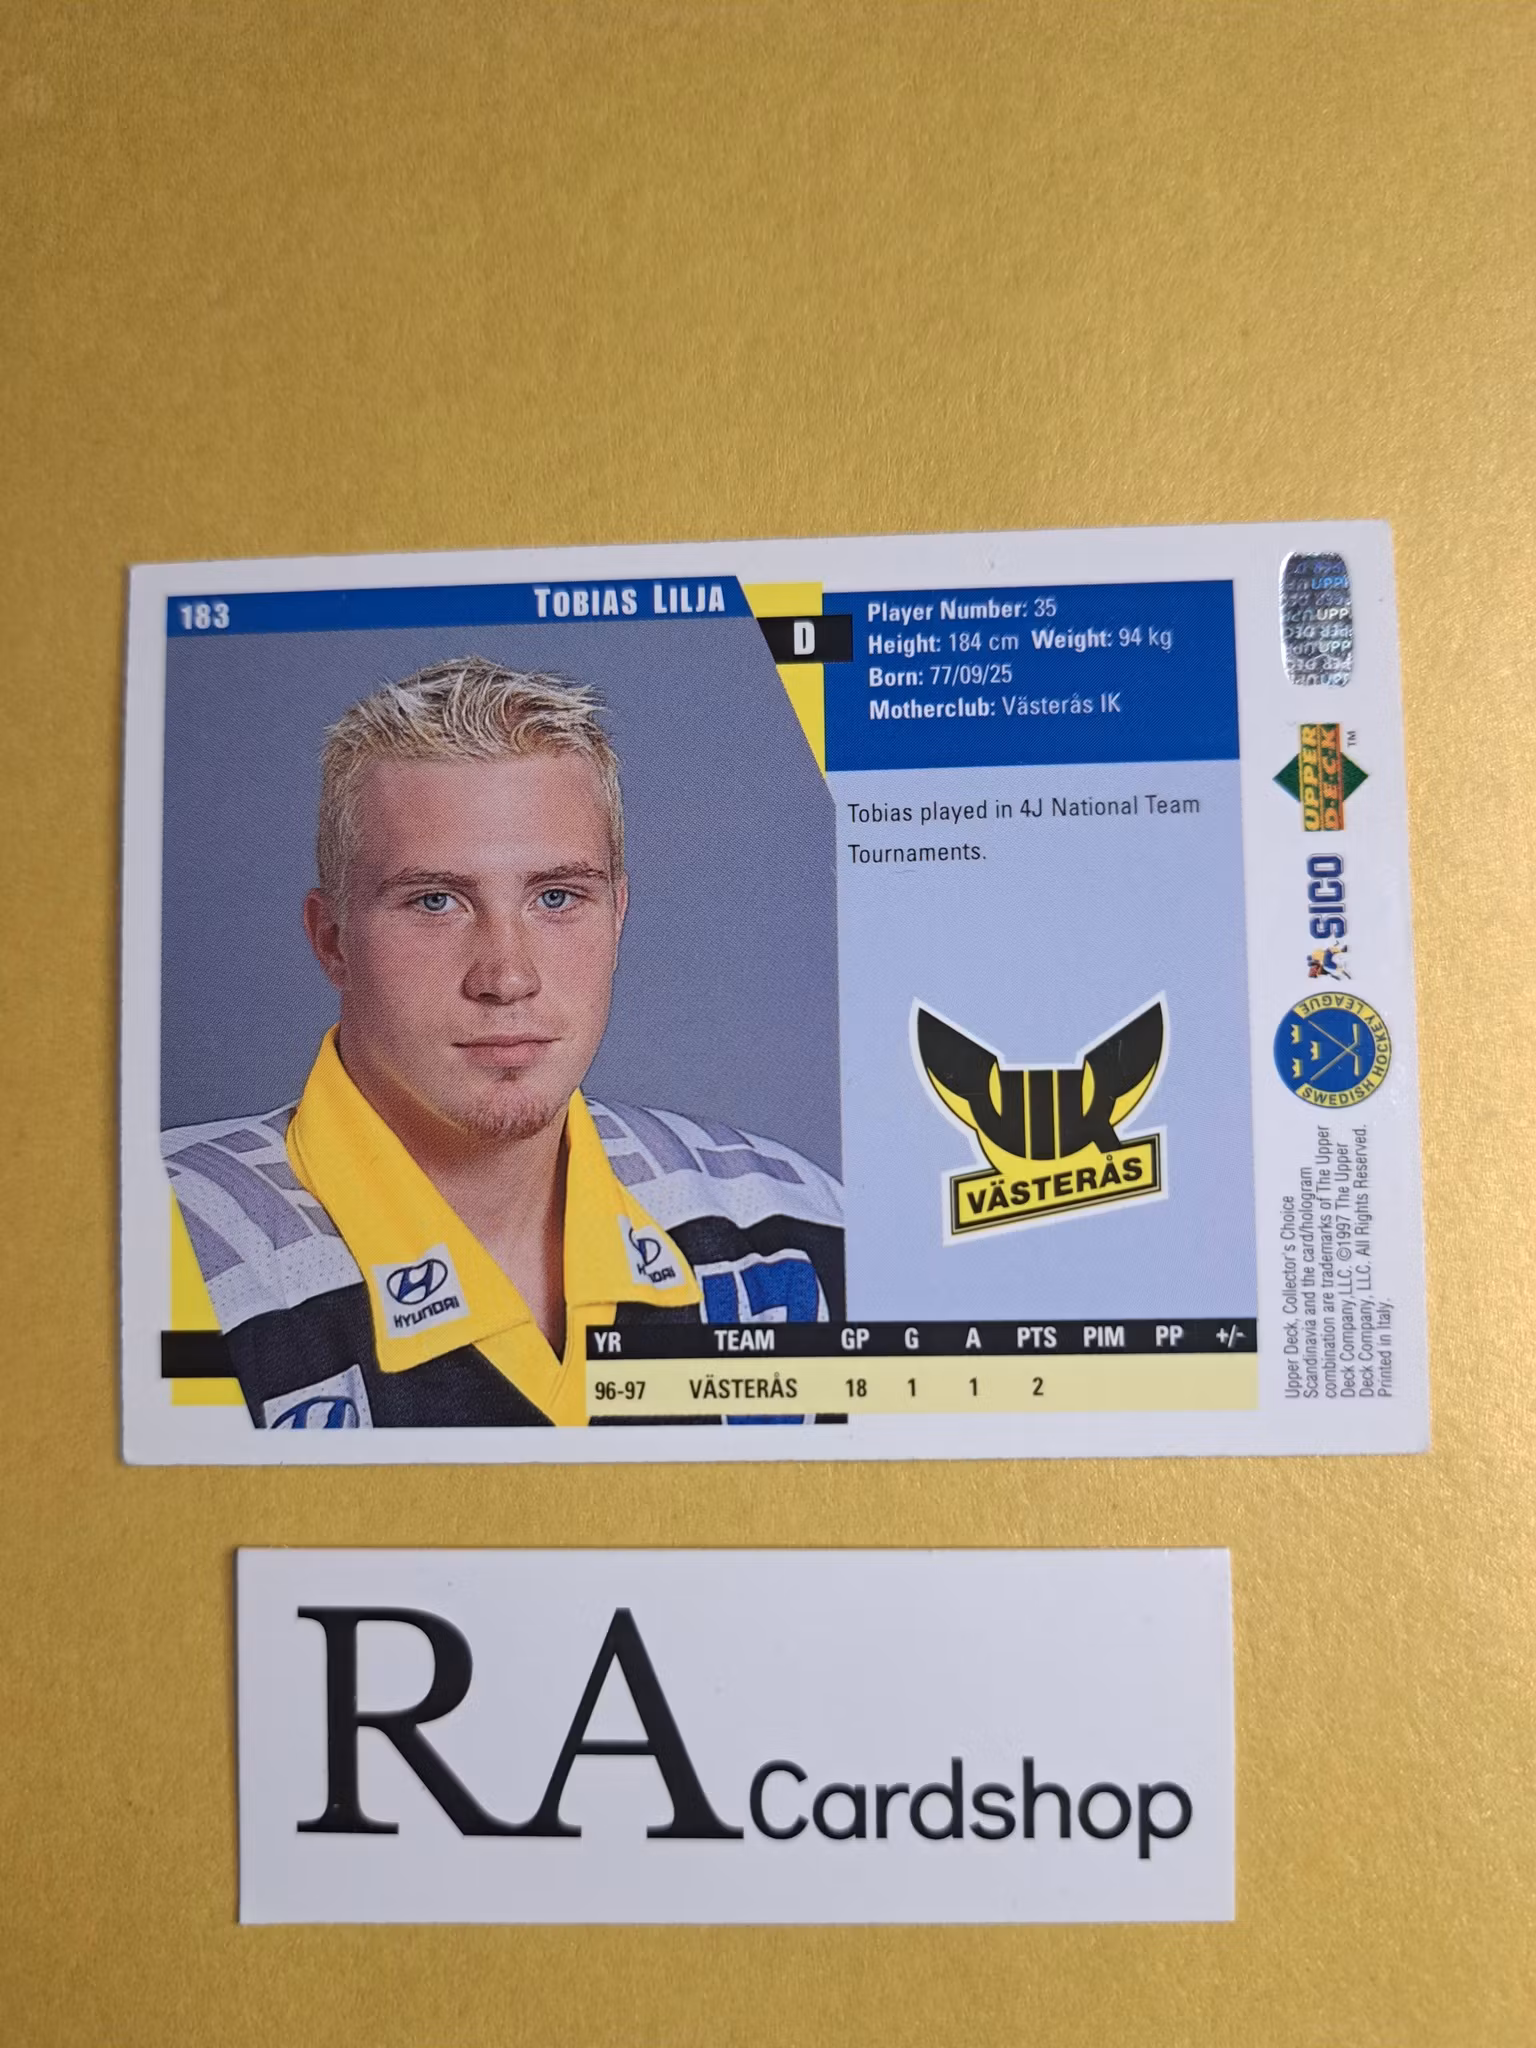 183
TOBIAS LILJA
D
Player Number: 35
Height: 184 cm Weight: 94 kg
Born: 77/09/25
Motherclub: Västerås IK
Tobias played in 4J National Team
Tournaments.
VIK
VÄSTERÅS
HYUNDAI
YR TEAM GP G A PTS PIM PP +/-
96-97 VÄSTERÅS 18 1 1 2
UPPER
D·E·C·K
TM
SICO
SWEDISH HOCKEY LEAGUE
Upper Deck, Collector's Choice
Scandinavia and the card/hologram
combination are trademarks of The Upper
Deck Company, LLC. ©1997 The Upper
Deck Company, LLC. All Rights Reserved.
Printed in Italy.
RA Cardshop